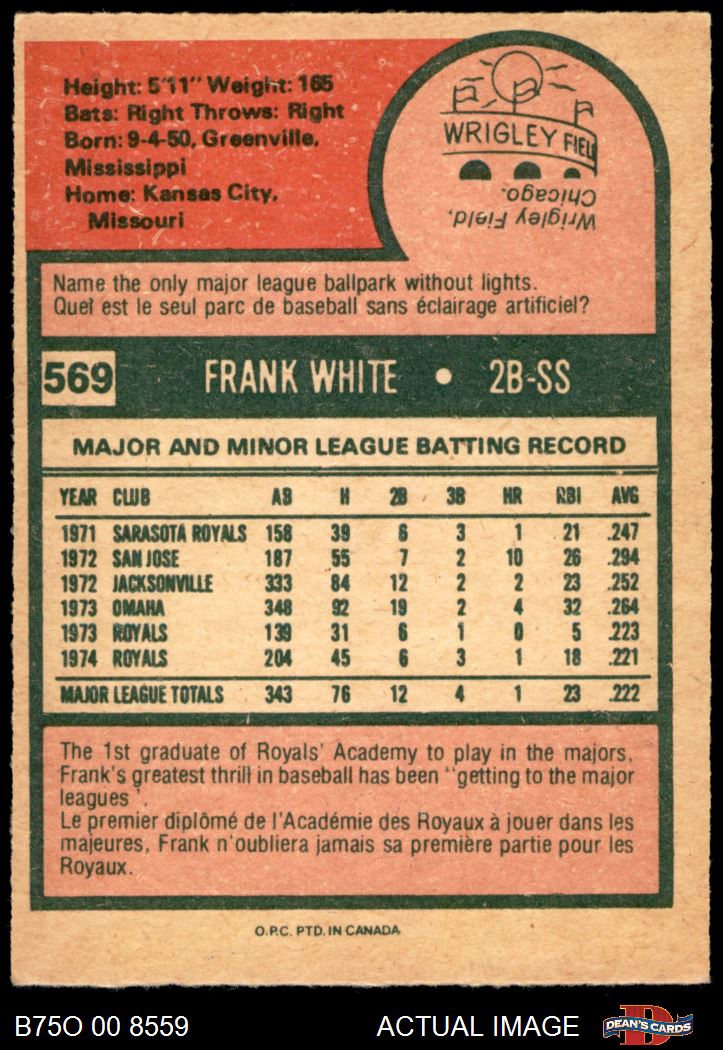 Height: 5'11" Weight: 165
Bats: Right Throws: Right
Born: 9-4-50, Greenville,
Mississippi
Home: Kansas City,
Missouri
WRIGLEY FIEL
Wrigley Field,
Chicago.
Name the only major league ballpark without lights.
Quel est le seul parc de baseball sans éclairage artificiel?
569 FRANK WHITE • 2B-SS
MAJOR AND MINOR LEAGUE BATTING RECORD
YEAR CLUB AB H 2B 3B HR RBI AVG
1971 SARASOTA ROYALS 158 39 6 3 1 21 .247
1972 SAN JOSE 187 55 7 2 10 26 .294
1972 JACKSONVILLE 333 84 12 2 2 23 .252
1973 OMAHA 348 92 19 2 4 32 .264
1973 ROYALS 139 31 6 1 0 5 .223
1974 ROYALS 204 45 6 3 1 18 .221
MAJOR LEAGUE TOTALS 343 76 12 4 1 23 .222
The 1st graduate of Royals' Academy to play in the majors,
Frank's greatest thrill in baseball has been "getting to the major
leagues".
Le premier diplômé de l'Académie des Royaux à jouer dans les
majeures, Frank n'oubliera jamais sa première partie pour les
Royaux.
O.P.C. PTD. IN CANADA
B75O 00 8559 ACTUAL IMAGE DEAN'S CARDS